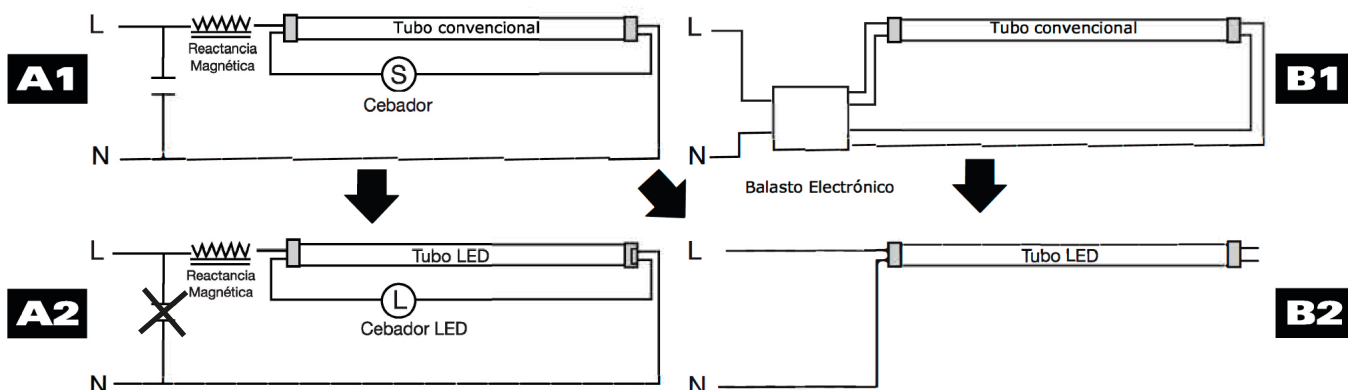 L
Reactancia
Magnética
Tubo convencional
S
Cebador
A1
N
L
Tubo convencional
B1
N
Balasto Electrónico
L
Reactancia
Magnética
Tubo LED
L
Cebador LED
A2
N
L
Tubo LED
B2
N